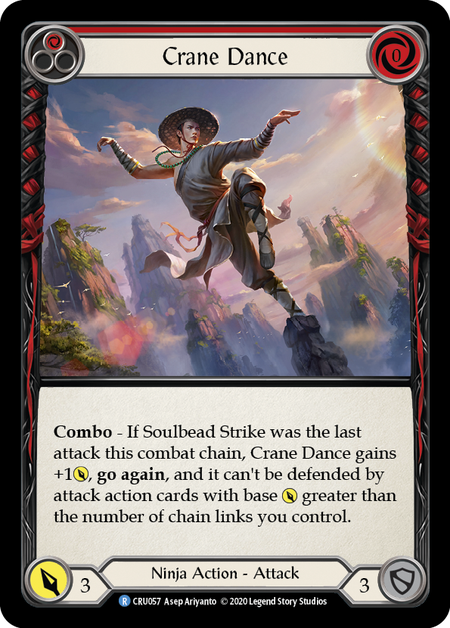 Crane Dance
0
Combo - If Soulbead Strike was the last
attack this combat chain, Crane Dance gains
+1, go again, and it can't be defended by
attack action cards with base greater than
the number of chain links you control.
3
Ninja Action - Attack
3
R CRU057 Asep Ariyanto © 2020 Legend Story Studios